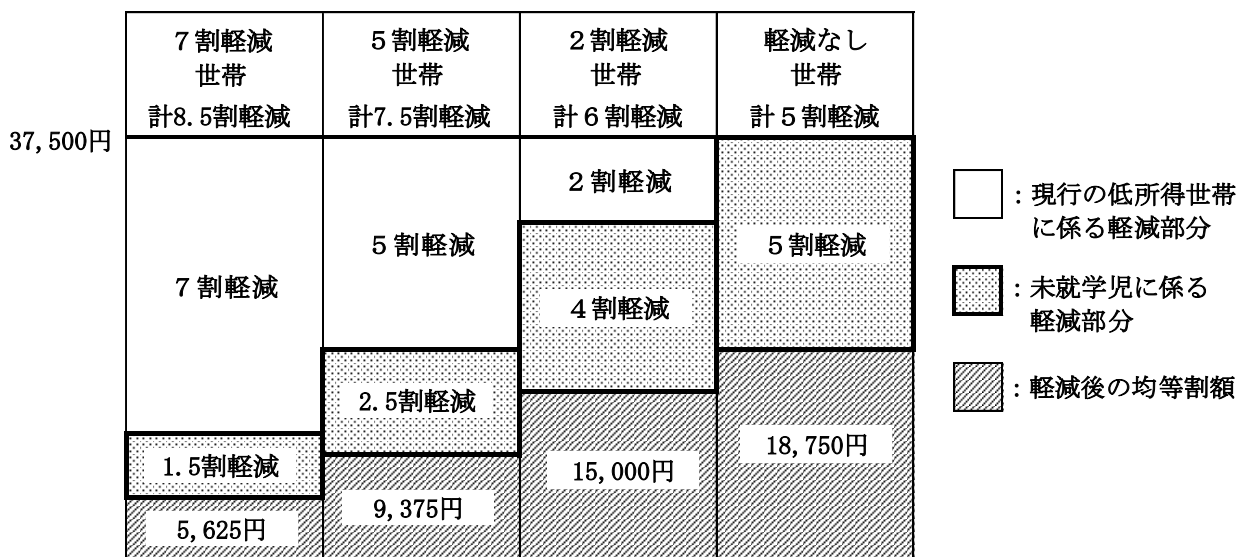 ７割軽減
世帯
計8.5割軽減
５割軽減
世帯
計7.5割軽減
２割軽減
世帯
計６割軽減
軽減なし
世帯
計５割軽減
37,500円
７割軽減
1.5割軽減
5,625円
５割軽減
2.5割軽減
9,375円
２割軽減
４割軽減
15,000円
５割軽減
18,750円
：現行の低所得世帯
に係る軽減部分
：未就学児に係る
軽減部分
：軽減後の均等割額